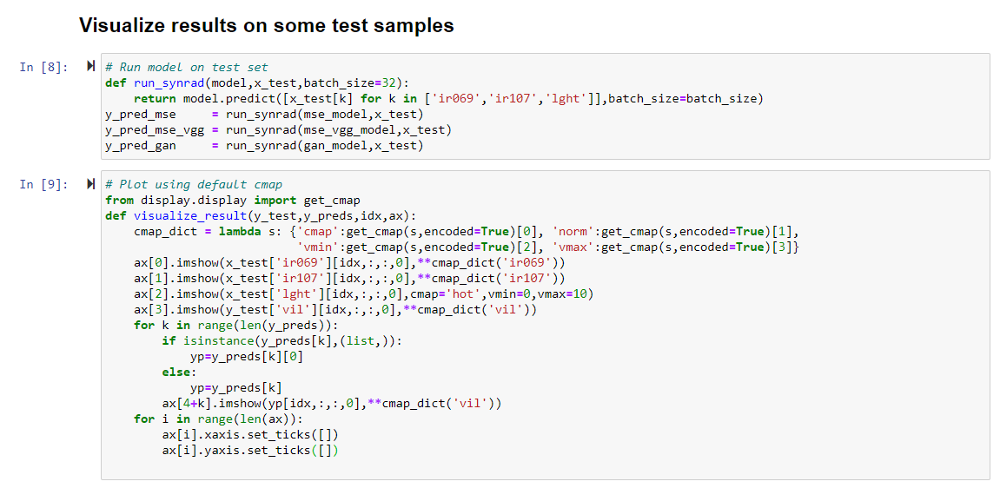 Visualize results on some test samples
In [8]:
# Run model on test set
def run_synrad(model,x_test,batch_size=32):
    return model.predict([x_test[k] for k in ['ir069','ir107','lght']],batch_size=batch_size)
y_pred_mse     = run_synrad(mse_model,x_test)
y_pred_mse_vgg = run_synrad(mse_vgg_model,x_test)
y_pred_gan     = run_synrad(gan_model,x_test)
In [9]:
# Plot using default cmap
from display.display import get_cmap
def visualize_result(y_test,y_preds,idx,ax):
    cmap_dict = lambda s: {'cmap':get_cmap(s,encoded=True)[0], 'norm':get_cmap(s,encoded=True)[1],
                           'vmin':get_cmap(s,encoded=True)[2], 'vmax':get_cmap(s,encoded=True)[3]}
    ax[0].imshow(x_test['ir069'][idx,:,:,0],**cmap_dict('ir069'))
    ax[1].imshow(x_test['ir107'][idx,:,:,0],**cmap_dict('ir107'))
    ax[2].imshow(x_test['lght'][idx,:,:,0],cmap='hot',vmin=0,vmax=10)
    ax[3].imshow(y_test['vil'][idx,:,:,0],**cmap_dict('vil'))
    for k in range(len(y_preds)):
        if isinstance(y_preds[k],(list,)):
            yp=y_preds[k][0]
        else:
            yp=y_preds[k]
        ax[4+k].imshow(yp[idx,:,:,0],**cmap_dict('vil'))
    for i in range(len(ax)):
        ax[i].xaxis.set_ticks([])
        ax[i].yaxis.set_ticks([])